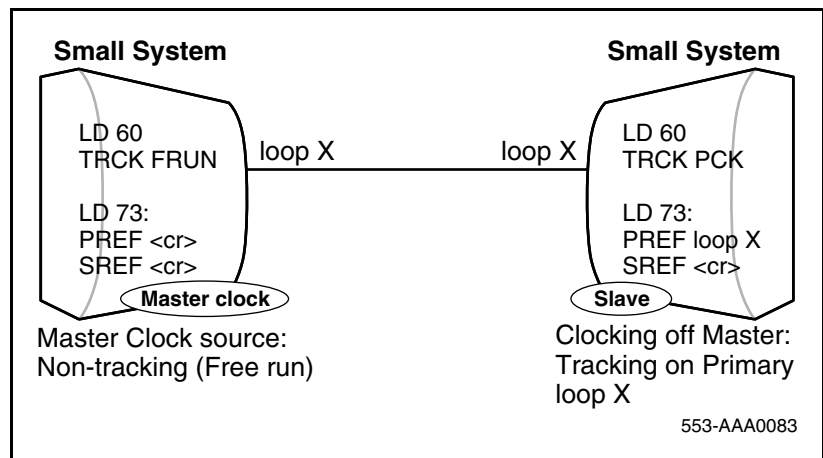 Small System
LD 60
TRCK FRUN
LD 73:
PREF <cr>
SREF <cr>
Master clock
Master Clock source:
Non-tracking (Free run)
loop X
loop X
Small System
LD 60
TRCK PCK
LD 73:
PREF loop X
SREF <cr>
Slave
Clocking off Master:
Tracking on Primary
loop X
553-AAA0083